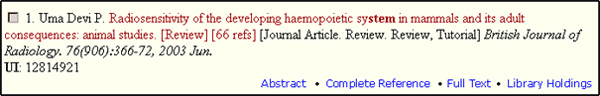 1. Uma Devi P. Radiosensitivity of the developing haemopoietic system in mammals and its adult
consequences: animal studies. [Review] [66 refs] [Journal Article. Review. Review, Tutorial] British Journal of
Radiology. 76(906):366-72, 2003 Jun.
UI: 12814921
Abstract • Complete Reference • Full Text • Library Holdings